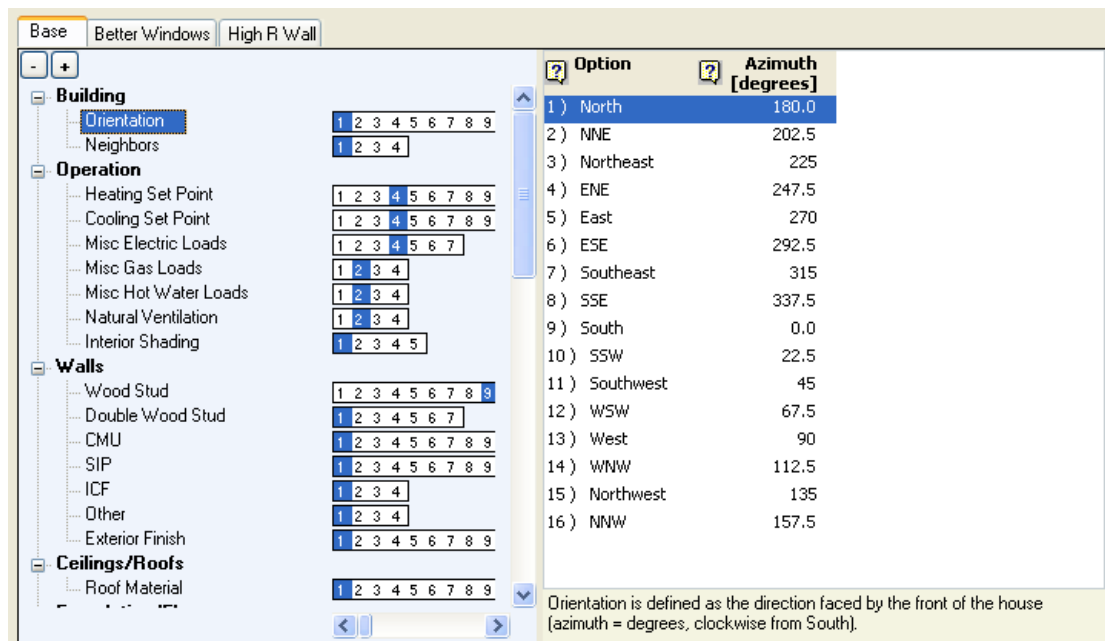 Base Better Windows High R Wall
- +
Building
Orientation 1 2 3 4 5 6 7 8 9
Neighbors 1 2 3 4
Operation
Heating Set Point 1 2 3 4 5 6 7 8 9
Cooling Set Point 1 2 3 4 5 6 7 8 9
Misc Electric Loads 1 2 3 4 5 6 7
Misc Gas Loads 1 2 3 4
Misc Hot Water Loads 1 2 3 4
Natural Ventilation 1 2 3 4
Interior Shading 1 2 3 4 5
Walls
Wood Stud 1 2 3 4 5 6 7 8 9
Double Wood Stud 1 2 3 4 5 6 7
CMU 1 2 3 4 5 6 7 8 9
SIP 1 2 3 4 5 6 7 8 9
ICF 1 2 3 4
Other 1 2 3 4
Exterior Finish 1 2 3 4 5 6 7 8 9
Ceilings/Roofs
Roof Material 1 2 3 4 5 6 7 8 9
? Option ? Azimuth
[degrees]
1 ) North 180.0
2 ) NNE 202.5
3 ) Northeast 225
4 ) ENE 247.5
5 ) East 270
6 ) ESE 292.5
7 ) Southeast 315
8 ) SSE 337.5
9 ) South 0.0
10 ) SSW 22.5
11 ) Southwest 45
12 ) WSW 67.5
13 ) West 90
14 ) WNW 112.5
15 ) Northwest 135
16 ) NNW 157.5
Orientation is defined as the direction faced by the front of the house
(azimuth = degrees, clockwise from South).